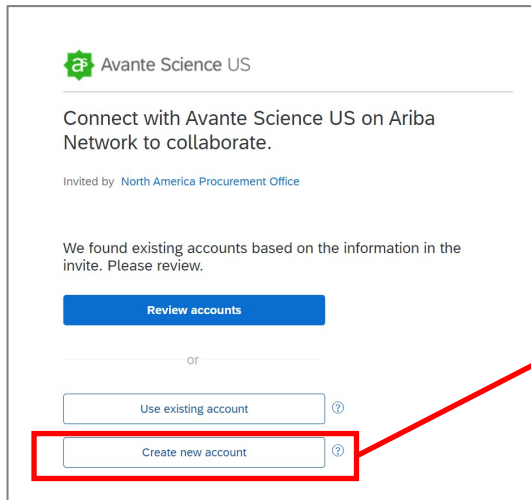 Avante Science US
Connect with Avante Science US on Ariba
Network to collaborate.
Invited by North America Procurement Office
We found existing accounts based on the information in the
invite. Please review.
Review accounts
or
Use existing account ?
Create new account ?